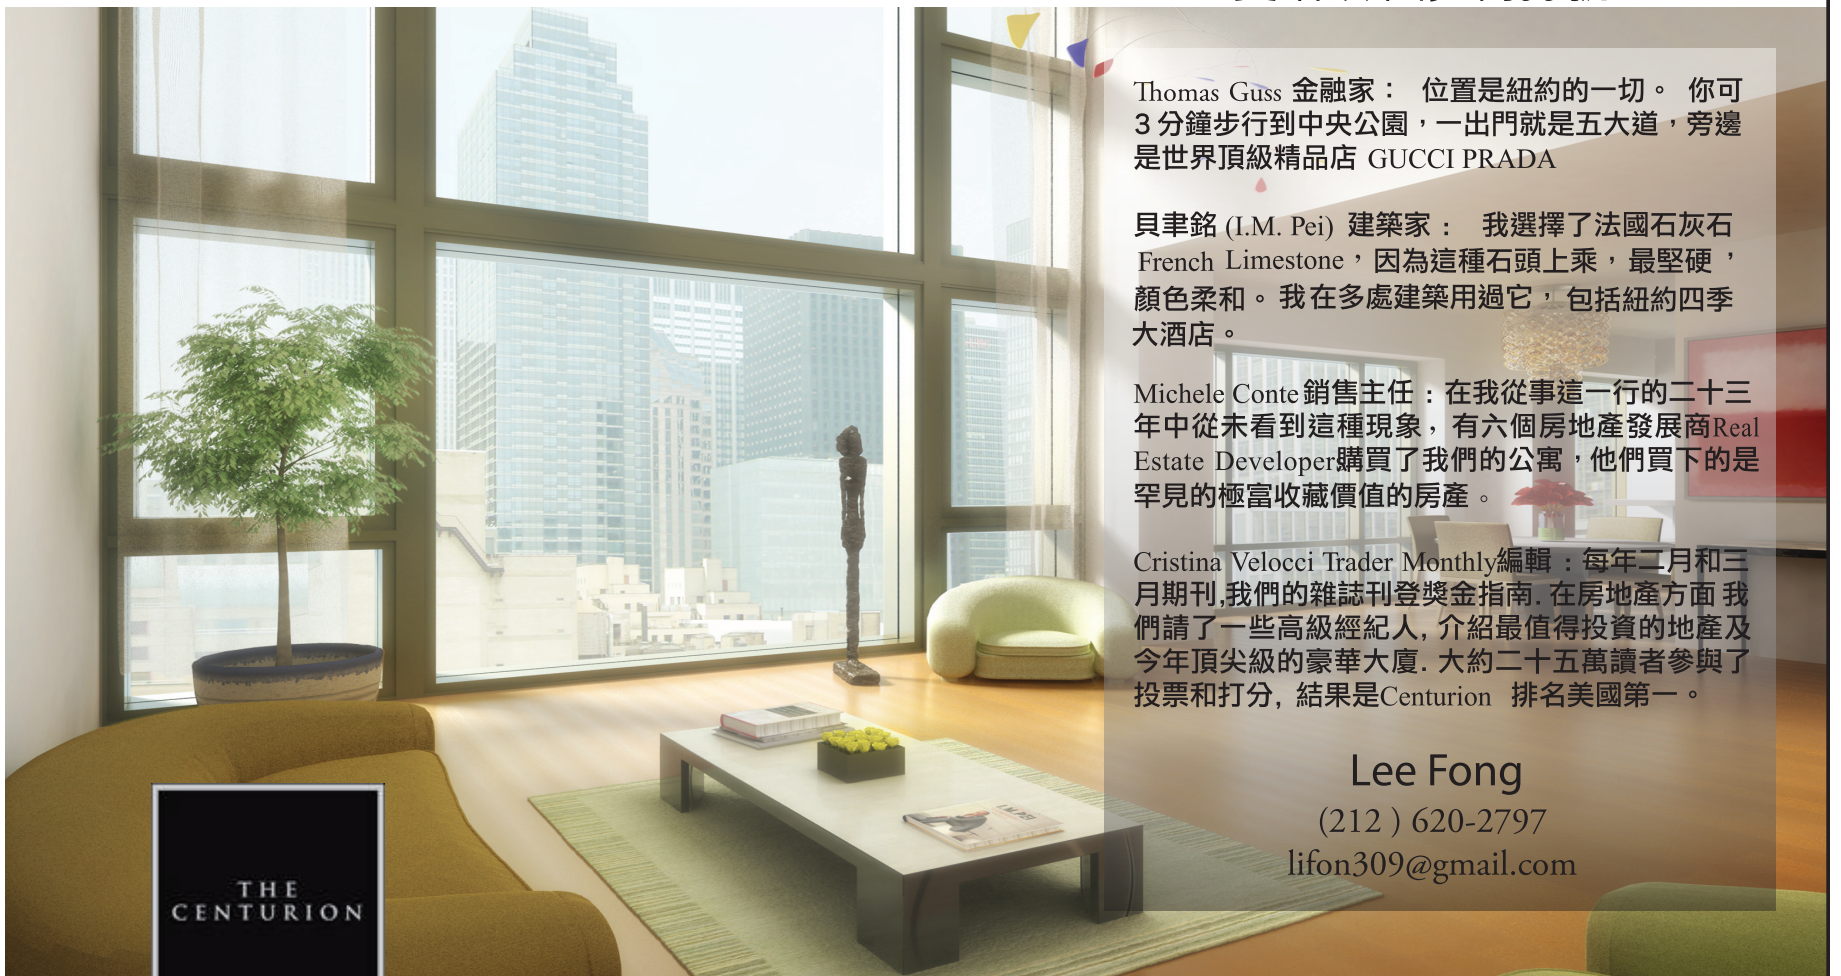 Thomas Guss 金融家： 位置是紐約的一切。 你可
3 分鐘步行到中央公園，一出門就是五大道，旁邊
是世界頂級精品店 GUCCI PRADA
貝聿銘 (I.M. Pei) 建築家： 我選擇了法國石灰石
French Limestone，因為這種石頭上乘，最堅硬，
顏色柔和。我在多處建築用過它，包括紐約四季
大酒店。
Michele Conte 銷售主任：在我從事這一行的二十三
年中從未看到這種現象，有六個房地產發展商Real
Estate Developer購買了我們的公寓，他們買下的是
罕見的極富收藏價值的房產。
Cristina Velocci Trader Monthly編輯：每年二月和三
月期刊,我們的雜誌刊登獎金指南. 在房地產方面 我
們請了一些高級經紀人, 介紹最值得投資的地產及
今年頂尖級的豪華大廈. 大約二十五萬讀者參與了
投票和打分, 結果是Centurion 排名美國第一。
Lee Fong
(212 ) 620-2797
lifon309@gmail.com
I.M.PEI
THE
CENTURION